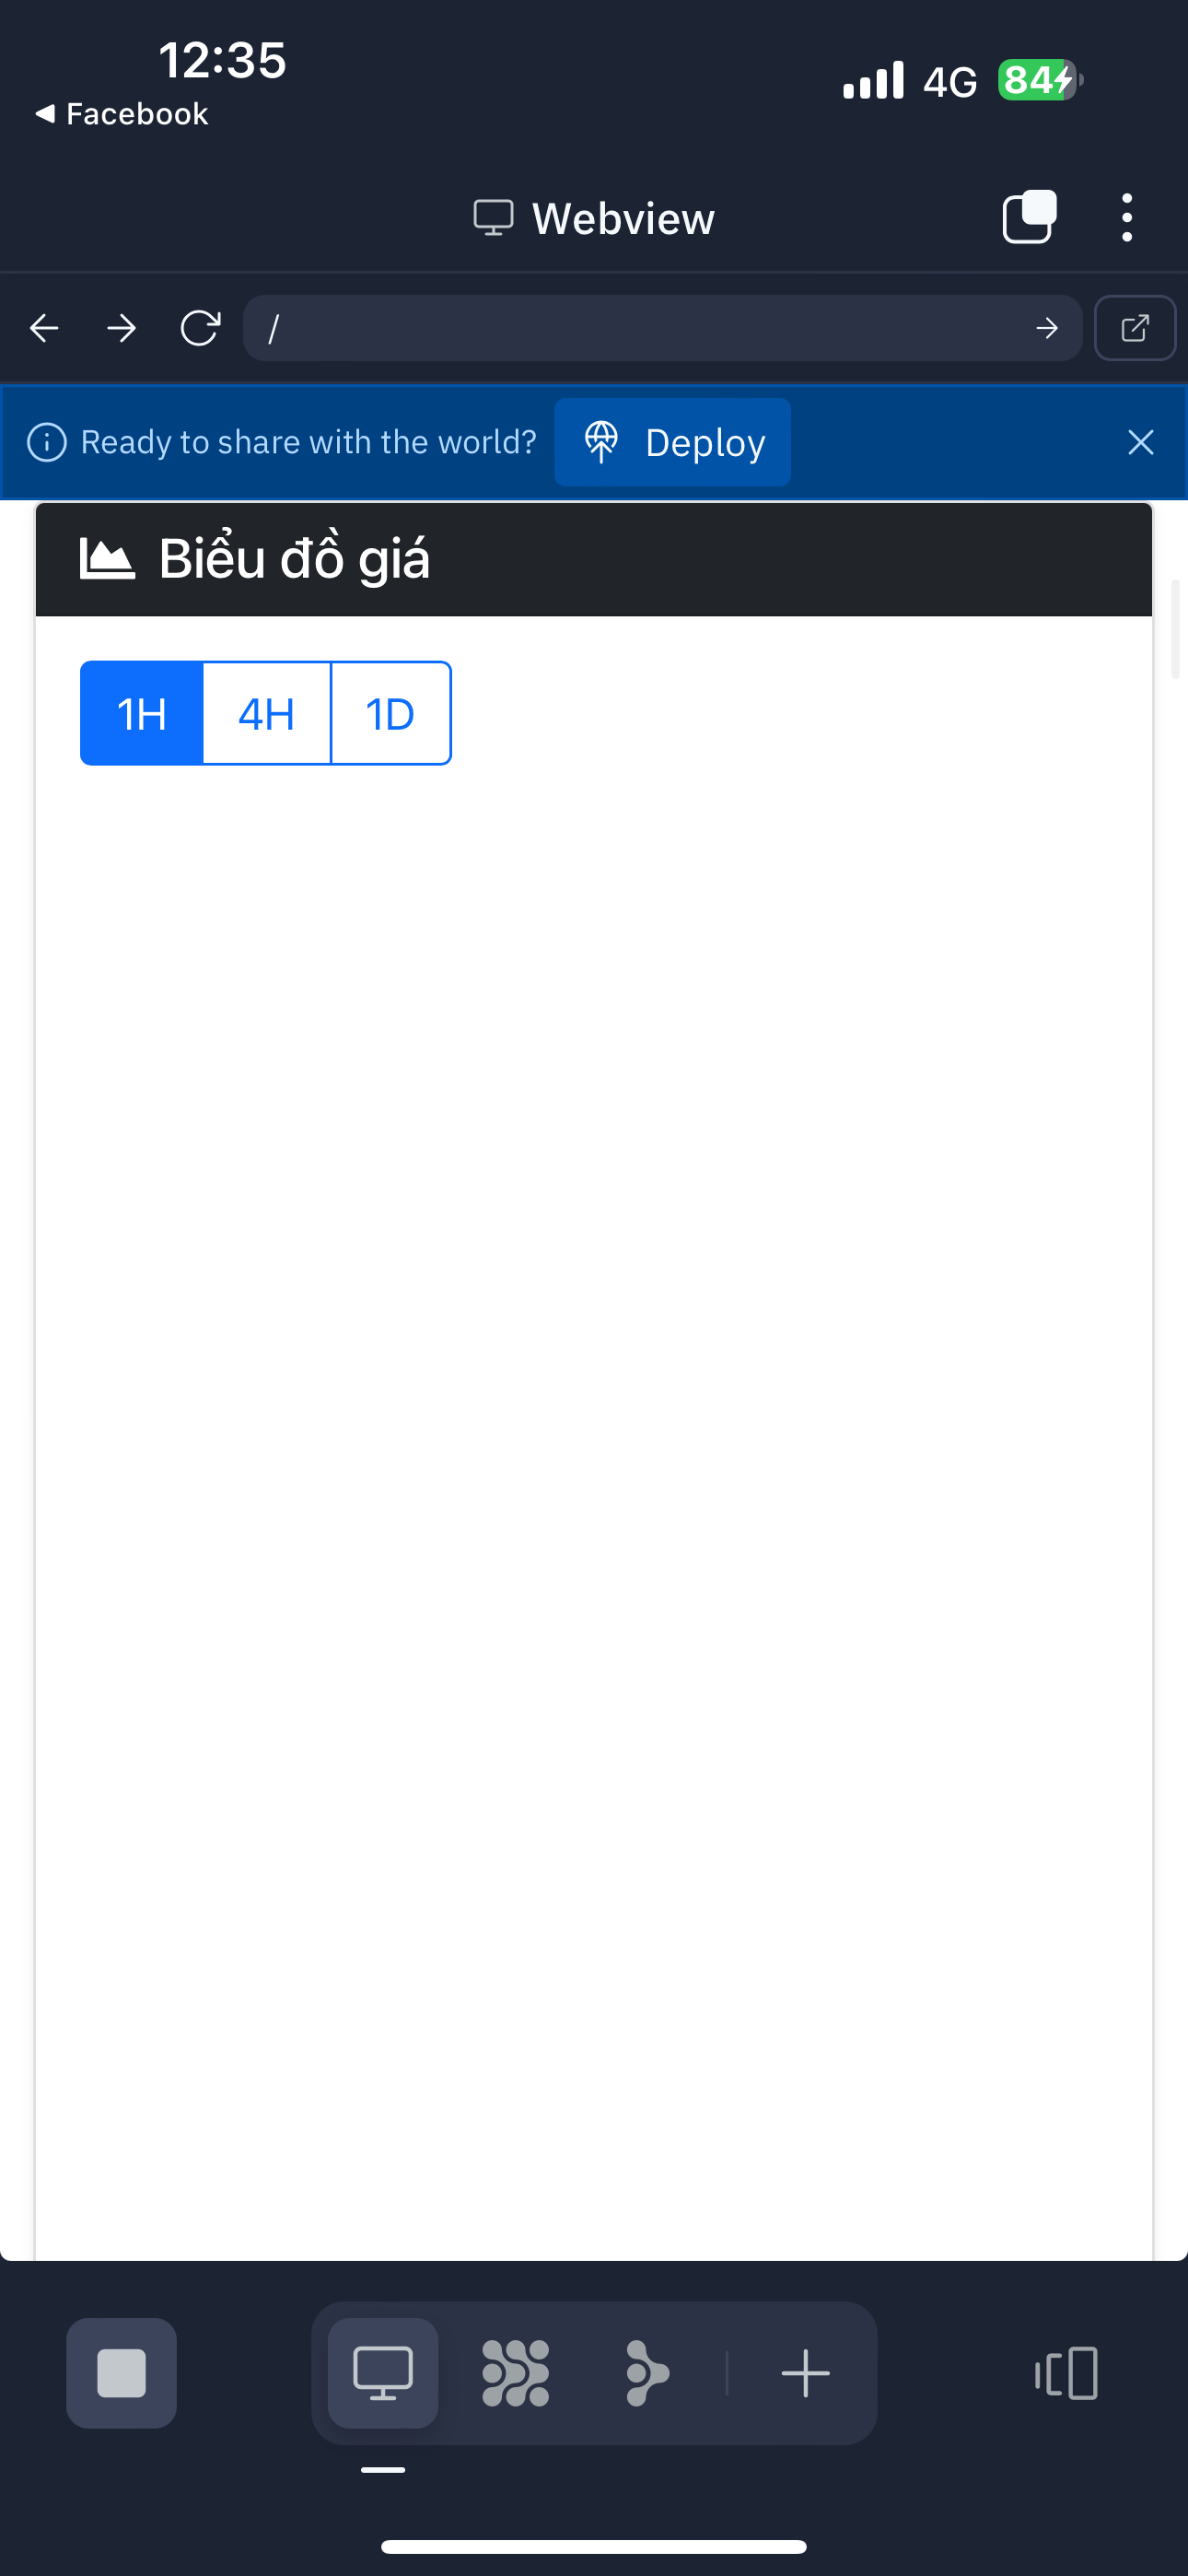 12:35
4G
84
Facebook
Webview
/
Ready to share with the world?
Deploy
Biểu đồ giá
1H
4H
1D